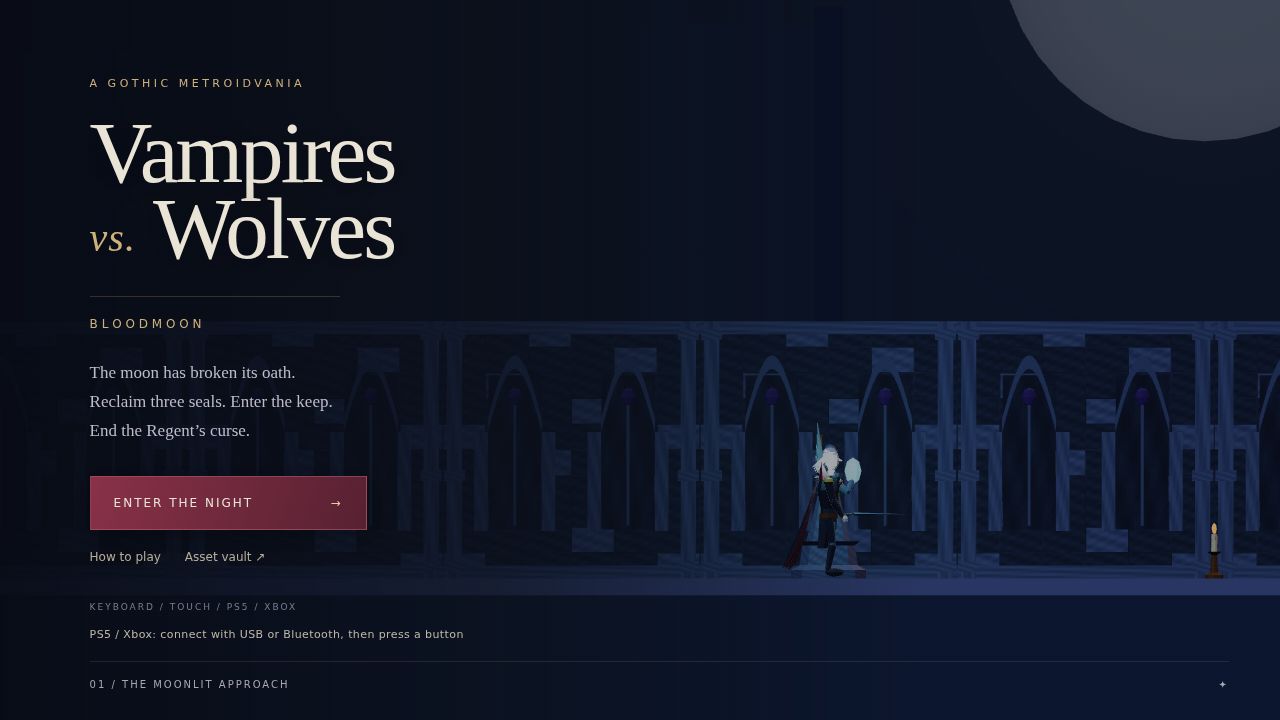 A GOTHIC METROIDVANIA
Vampires
vs. Wolves
BLOODMOON
The moon has broken its oath.
Reclaim three seals. Enter the keep.
End the Regent’s curse.
ENTER THE NIGHT →
How to play Asset vault ↗
KEYBOARD / TOUCH / PS5 / XBOX
PS5 / Xbox: connect with USB or Bluetooth, then press a button
01 / THE MOONLIT APPROACH ✦